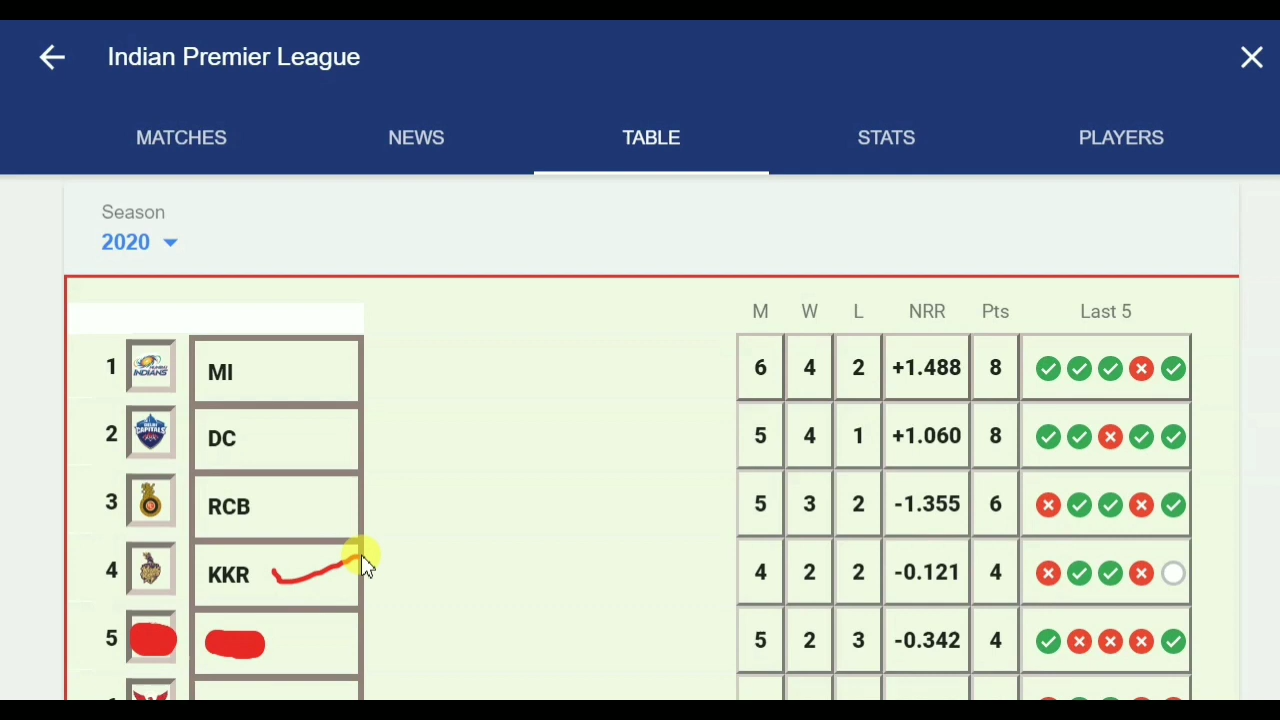 Indian Premier League
MATCHES NEWS TABLE STATS PLAYERS
Season
2020
M W L NRR Pts Last 5
1 INDIANS MI 6 4 2 +1.488 8
2 CAPITALS DC 5 4 1 +1.060 8
3 RCB 5 3 2 -1.355 6
4 KKR 4 2 2 -0.121 4
5 5 2 3 -0.342 4